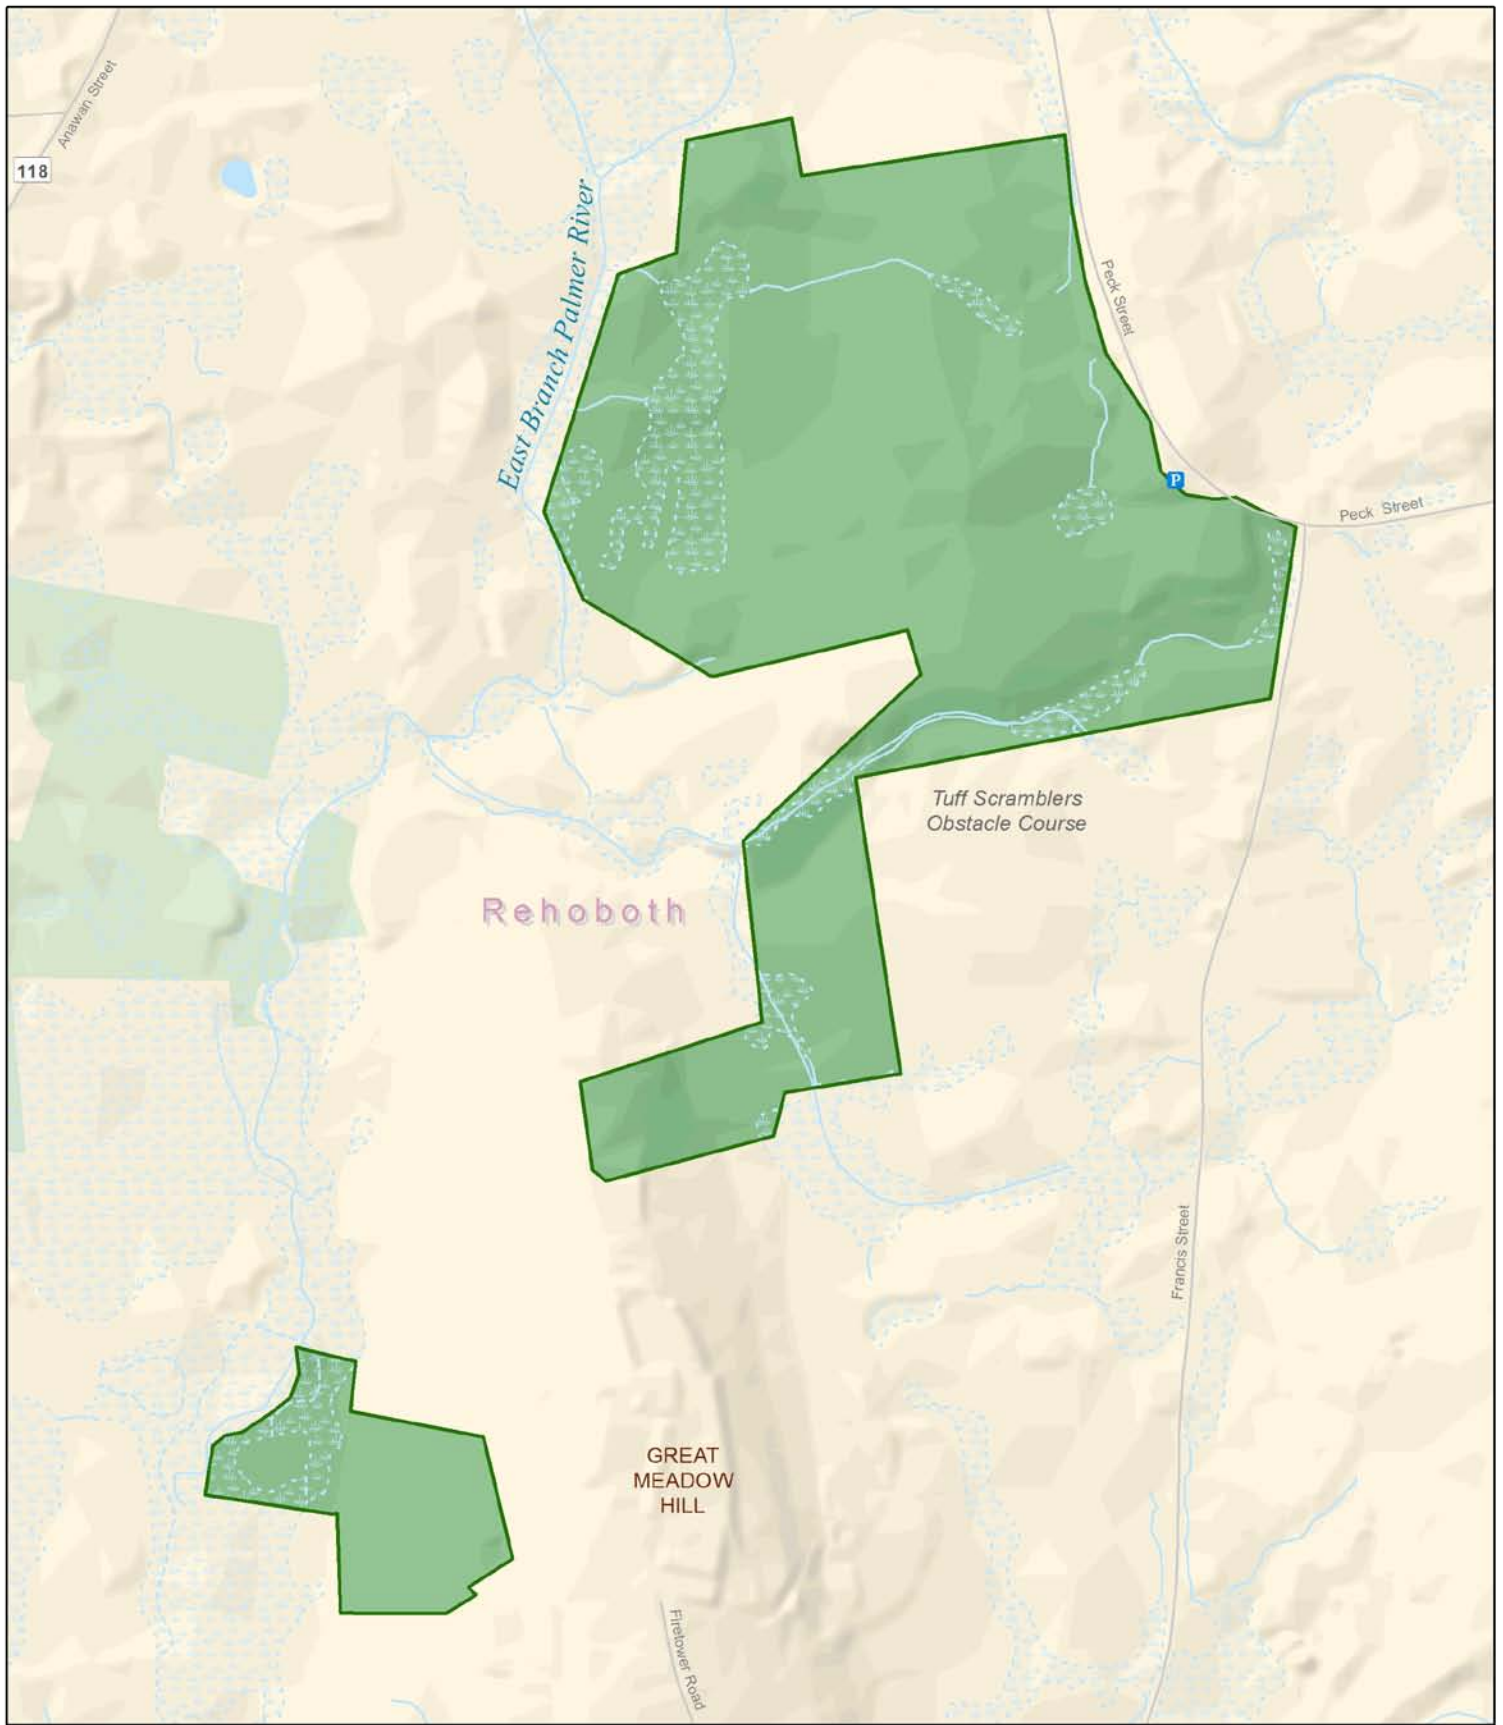 Anawan Street
118
East Branch Palmer River
Peck Street
P
Peck Street
Tuff Scramblers
Obstacle Course
Rehoboth
Francis Street
GREAT
MEADOW
HILL
Firetower Road